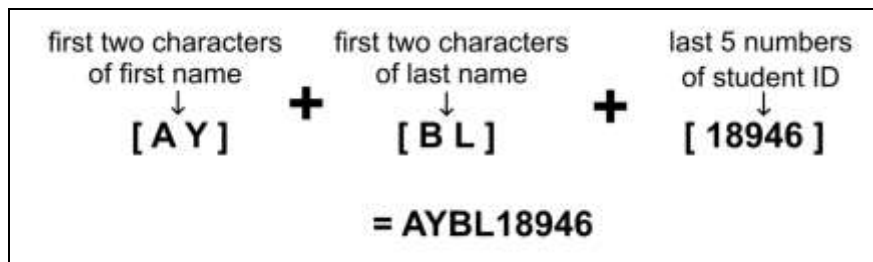 first two characters of first name ↓ [ A Y ]
+
first two characters of last name ↓ [ B L ]
+
last 5 numbers of student ID ↓ [ 18946 ]
= AYBL18946